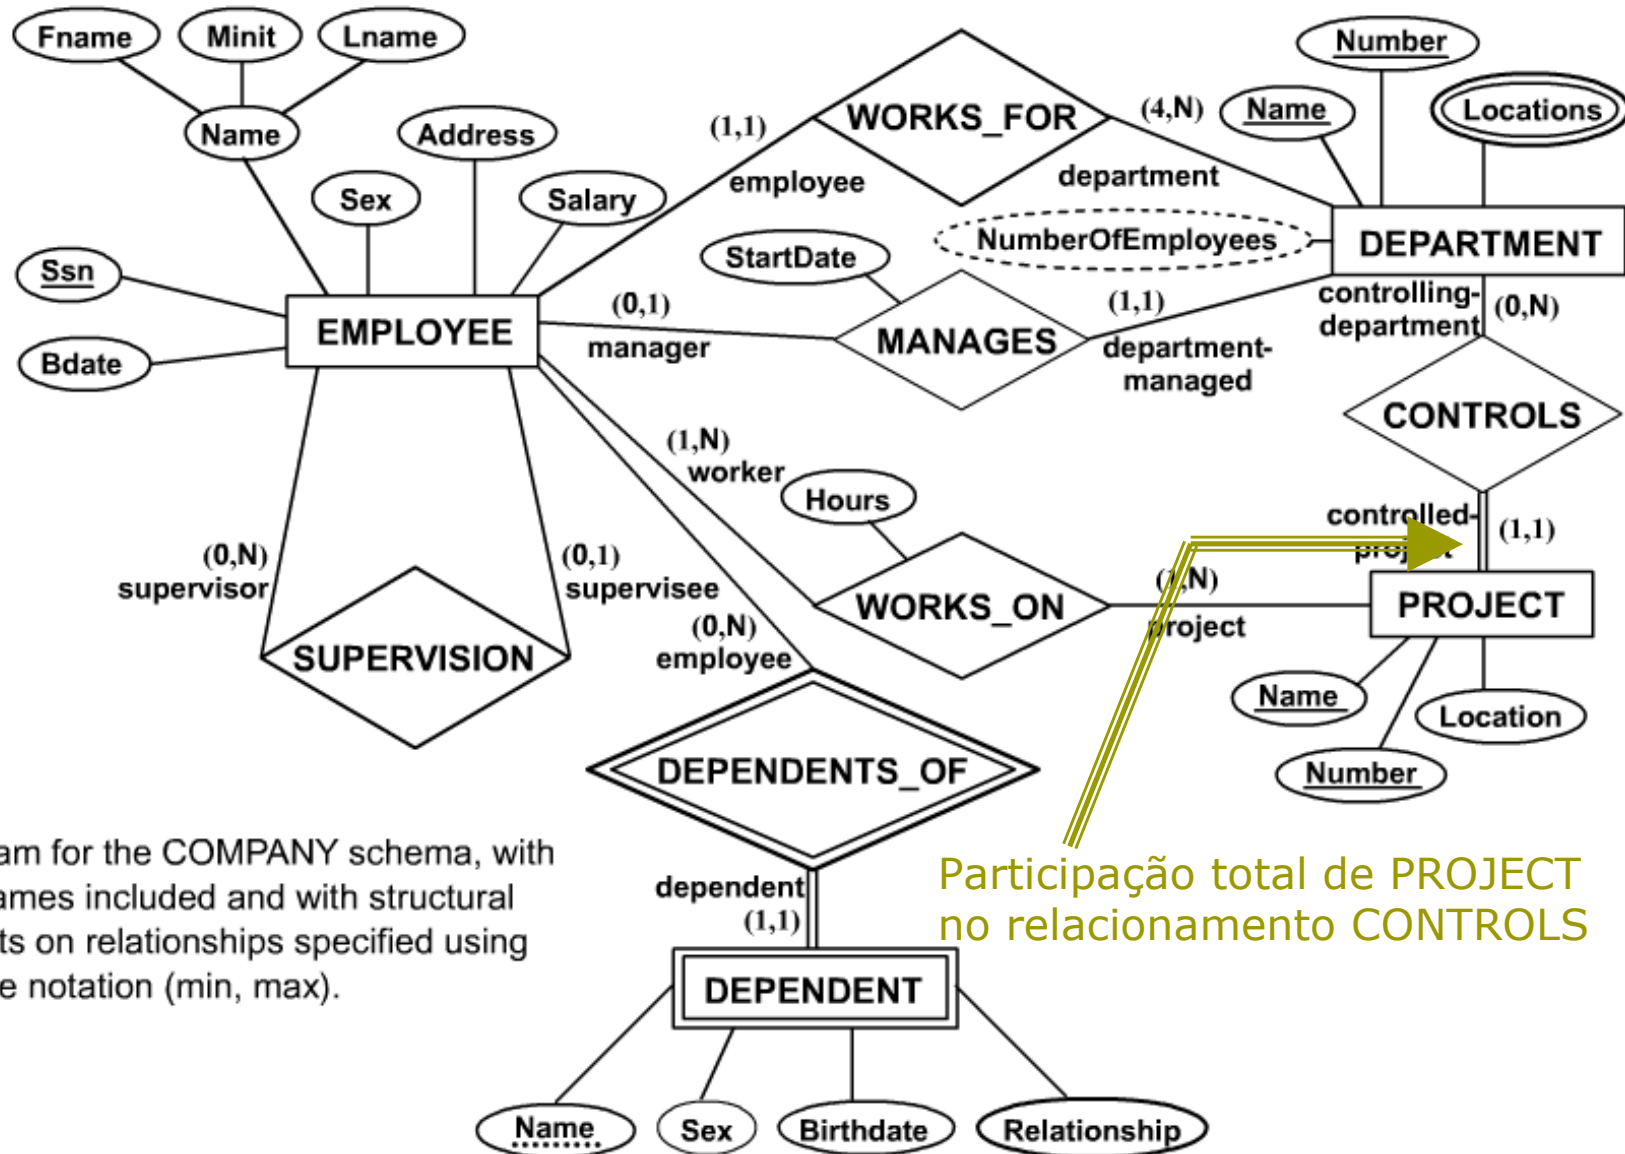 Fname
Minit
Lname
Number
Name
Address
Sex
Salary
Ssn
Bdate
EMPLOYEE
(1,1)
employee
WORKS_FOR
(4,N)
department
Name
Locations
NumberOfEmployees
DEPARTMENT
StartDate
(0,1)
manager
MANAGES
(1,1)
department-
managed
controlling-
department
(0,N)
CONTROLS
(1,N)
worker
Hours
controlled-
project
(1,1)
(0,N)
supervisor
(0,1)
supervisee
SUPERVISION
(0,N)
employee
WORKS_ON
(1,N)
project
PROJECT
Name
Number
Location
DEPENDENTS_OF
am for the COMPANY schema, with
ames included and with structural
ts on relationships specified using
e notation (min, max).
Participação total de PROJECT
no relacionamento CONTROLS
dependent
(1,1)
DEPENDENT
Name
Sex
Birthdate
Relationship